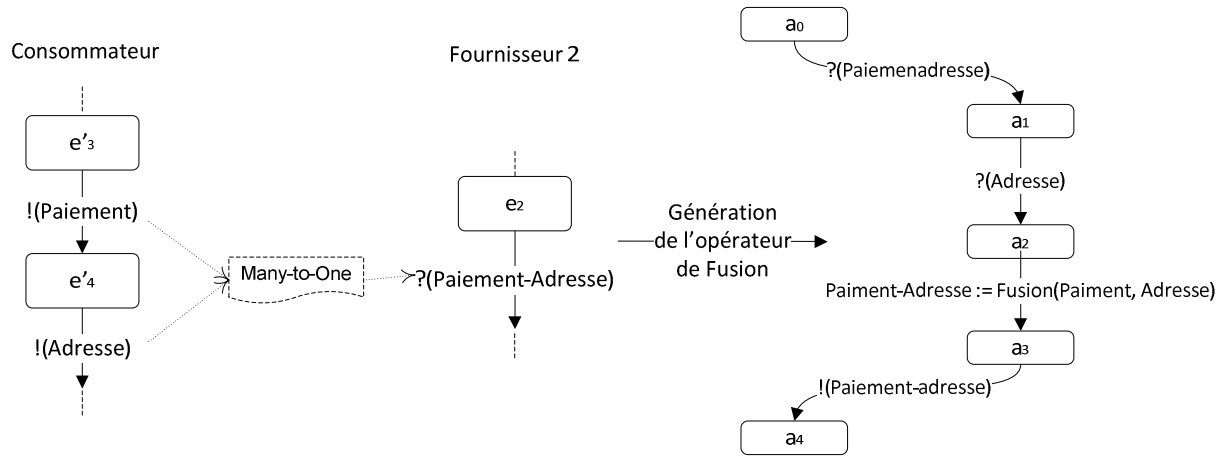 Consommateur
e'3
!(Paiement)
e'4
!(Adresse)
Many-to-One
Fournisseur 2
e2
?(Paiement-Adresse)
Génération
de l'opérateur
de Fusion
a0
?(Paiemenadresse)
a1
?(Adresse)
a2
Paiment-Adresse := Fusion(Paiment, Adresse)
a3
!(Paiement-adresse)
a4